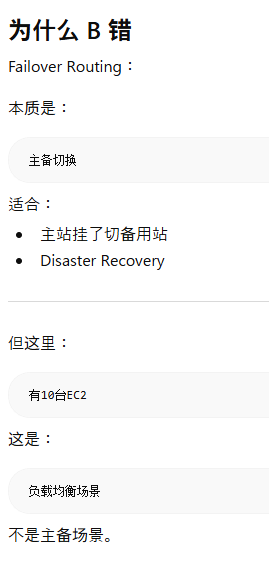 为什么 B 错
Failover Routing：
本质是：
主备切换
适合：
• 主站挂了切备用站
• Disaster Recovery
但这里：
有10台EC2
这是：
负载均衡场景
不是主备场景。